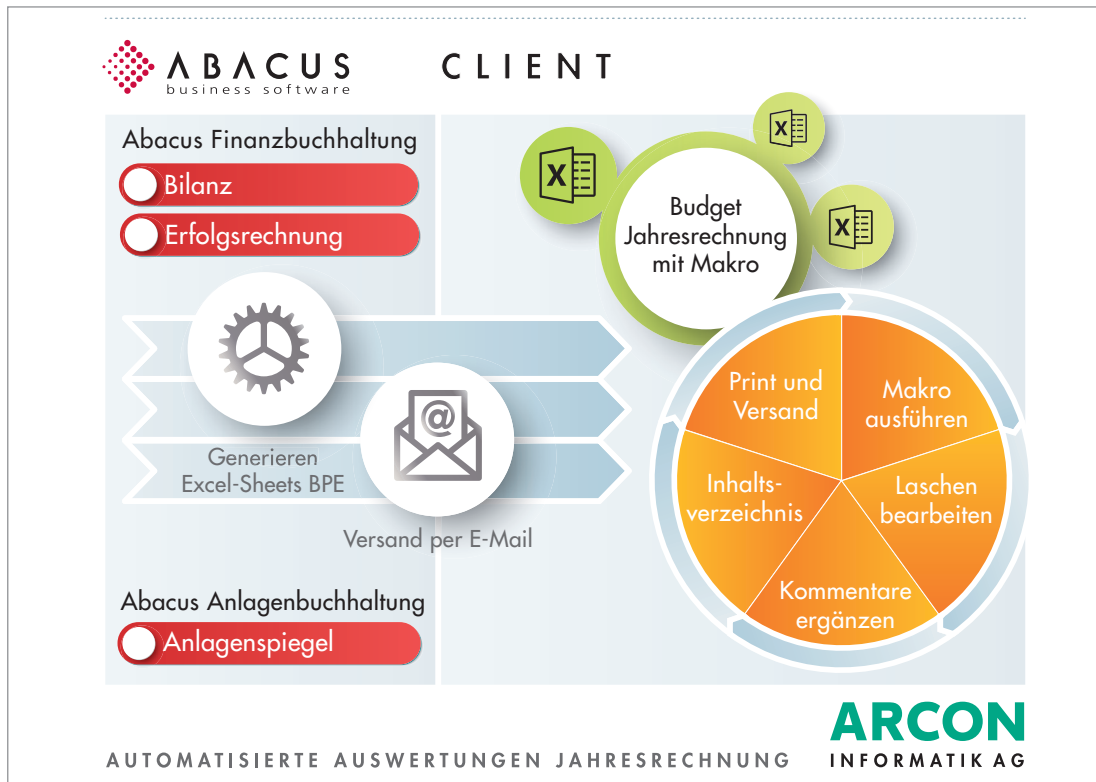 ABACUS
business software
CLIENT
Abacus Finanzbuchhaltung
Bilanz
Erfolgsrechnung
Generieren
Excel-Sheets BPE
@
Versand per E-Mail
Abacus Anlagenbuchhaltung
Anlagenspiegel
X
X
X
Budget
Jahresrechnung
mit Makro
Print und
Versand
Makro
ausführen
Laschen
bearbeiten
Kommentare
ergänzen
Inhalts-
verzeichnis
AUTOMATISIERTE AUSWERTUNGEN JAHRESRECHNUNG
ARCON
INFORMATIK AG